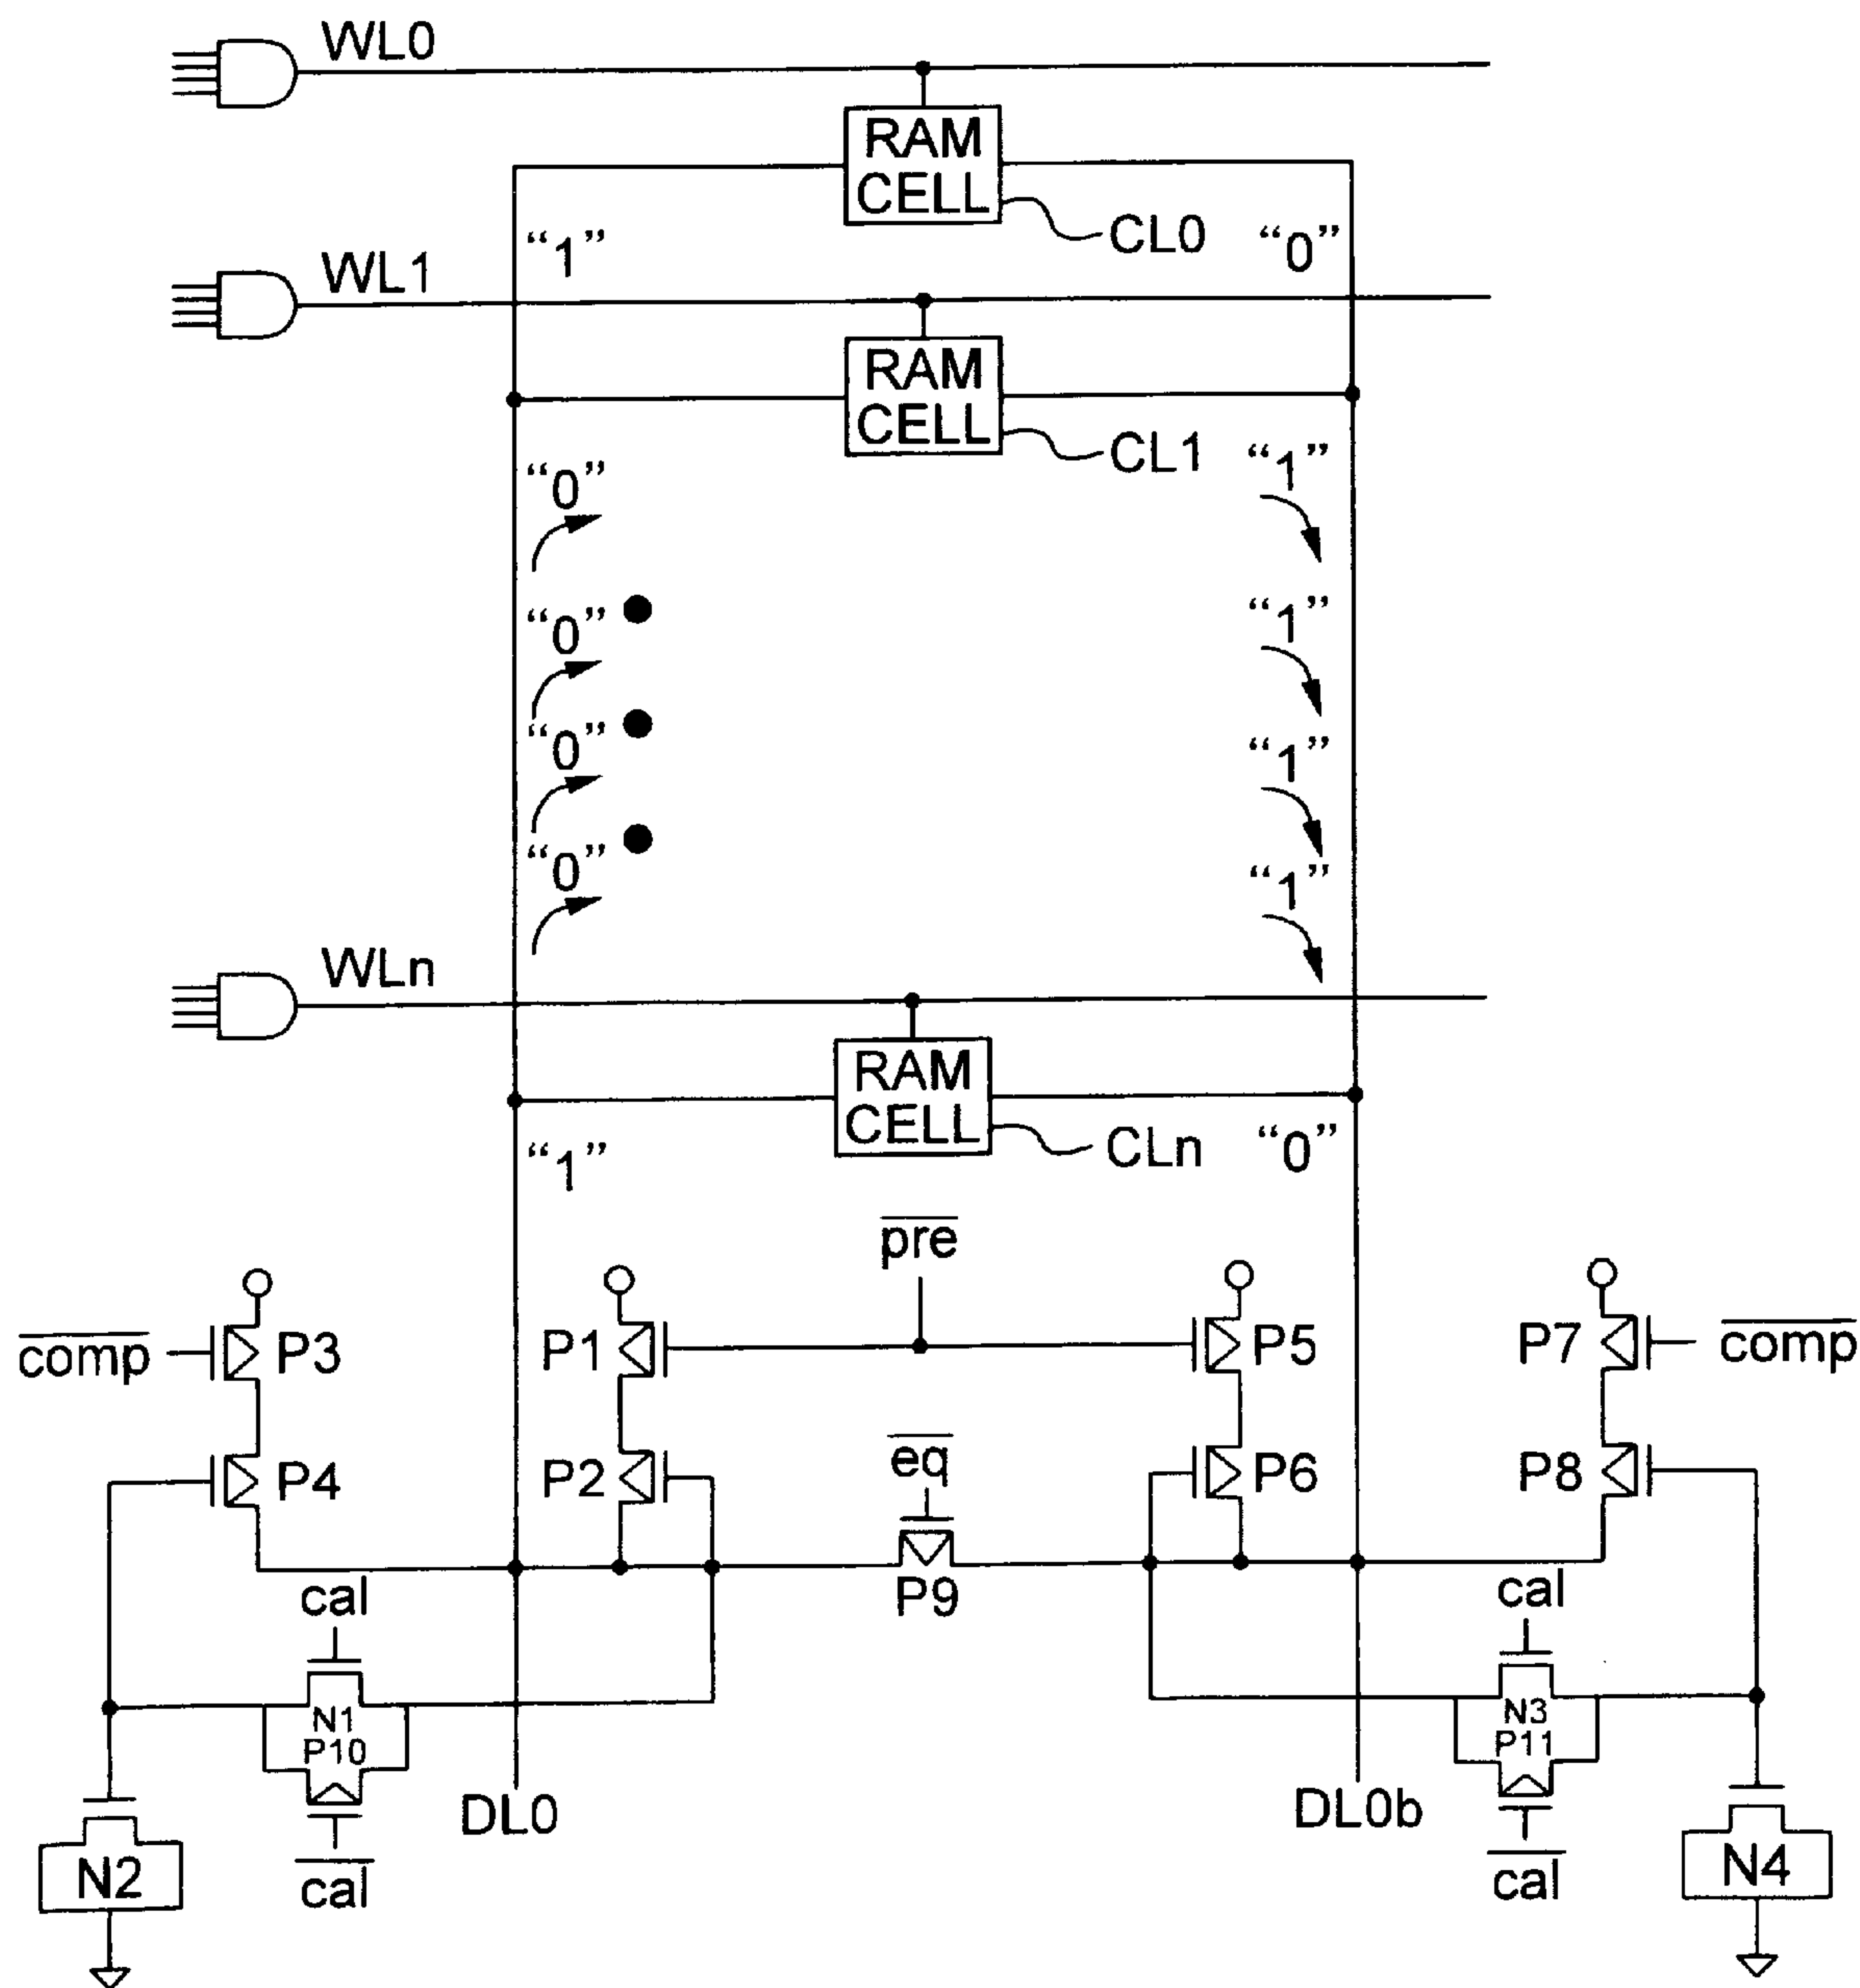 WL0
RAM
CELL
CL0
“1”
“0”
WL1
RAM
CELL
CL1
“0”
“1”
“0”
“1”
“0”
“1”
“0”
“1”
WLn
RAM
CELL
CLn
“1”
“0”
pre
comp
P3
P1
P5
P7
comp
P4
P2
eq
P6
P8
P9
cal
cal
N1
P10
N3
P11
DL0
DL0b
N2
cal
cal
N4